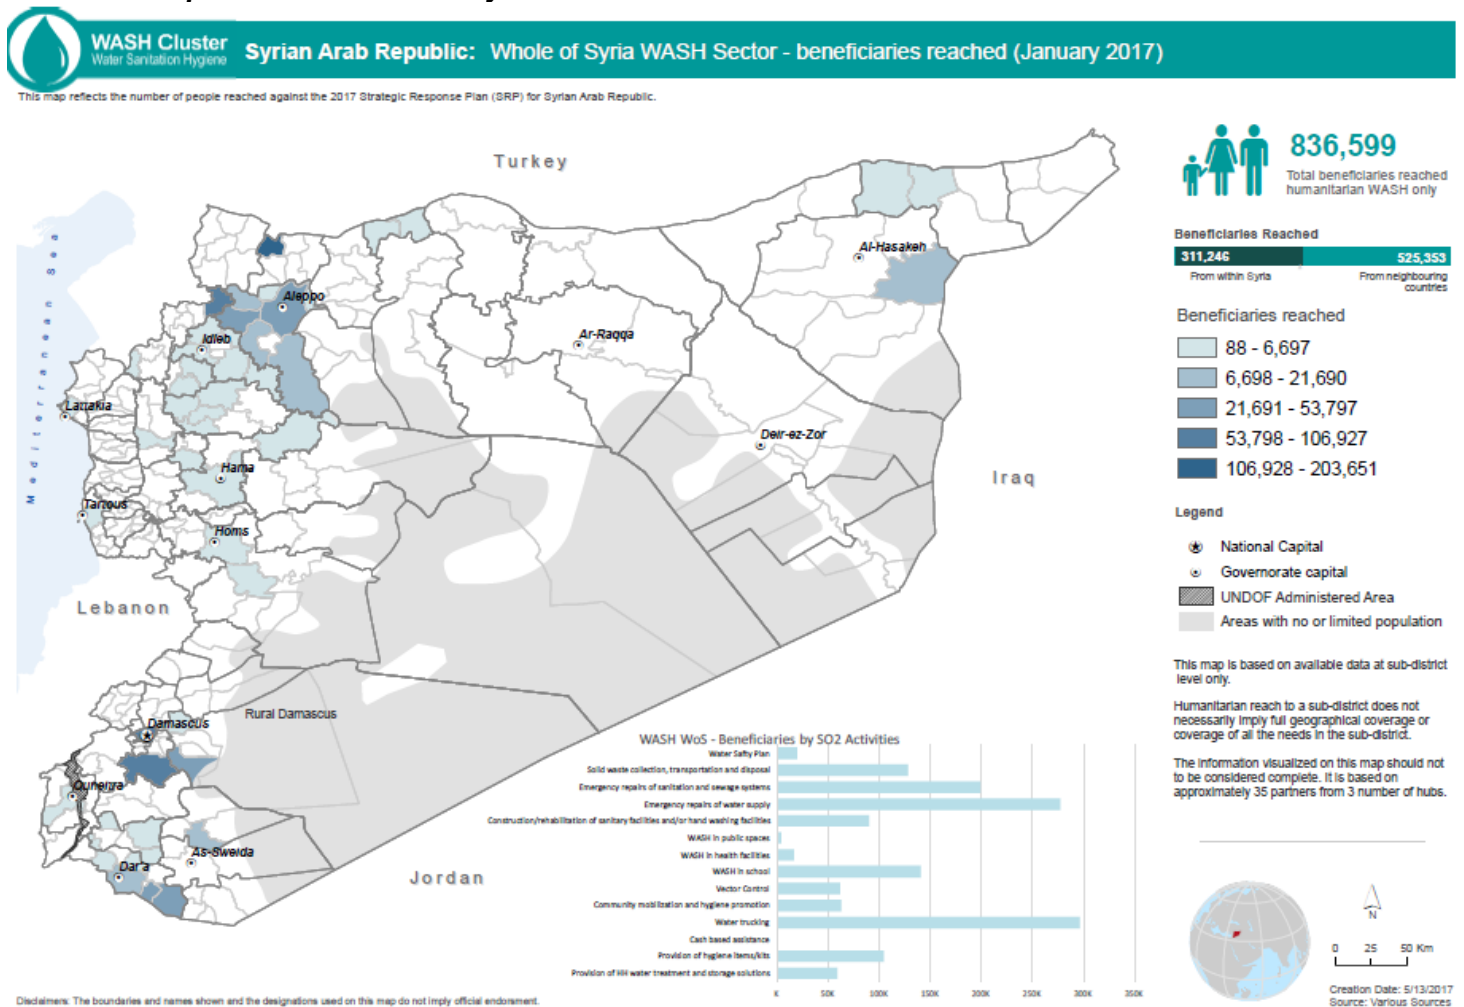 WASH Cluster
Water Sanitation Hygiene
Syrian Arab Republic: Whole of Syria WASH Sector - beneficiaries reached (January 2017)
This map reflects the number of people reached against the 2017 Strategic Response Plan (SRP) for Syrian Arab Republic.
Turkey
Mediterranean Sea
Al-Hasakeh
Aleppo
Idleb
Ar-Raqqa
Lattakia
Deir-ez-Zor
Hama
Iraq
Tartous
Homs
Lebanon
Damascus
Rural Damascus
Quneitra
As-Sweida
Dar'a
Jordan
836,599
Total beneficiaries reached
humanitarian WASH only
Beneficiaries Reached
311,246 525,353
From within Syria From neighbouring
countries
Beneficiaries reached
88 - 6,697
6,698 - 21,690
21,691 - 53,797
53,798 - 106,927
106,928 - 203,651
Legend
National Capital
Governorate capital
UNDOF Administered Area
Areas with no or limited population
This map is based on available data at sub-district
level only.
Humanitarian reach to a sub-district does not
necessarily imply full geographical coverage or
coverage of all the needs in the sub-district.
The information visualized on this map should not
to be considered complete. It is based on
approximately 35 partners from 3 number of hubs.
WASH WoS - Beneficiaries by SO2 Activities
Water Safty Plan
Solid waste collection, transportation and disposal
Emergency repairs of sanitation and sewage systems
Emergency repairs of water supply
Construction/rehabilitation of sanitary facilities and/or hand washing facilities
WASH in public spaces
WASH in health facilities
WASH in school
Vector Control
Community mobilization and hygiene promotion
Water trucking
Cash based assistance
Provision of hygiene items/kits
Provision of HH water treatment and storage solutions
K 50K 100K 150K 200K 250K 300K 350K
N
0 25 50 Km
Creation Date: 5/13/2017
Source: Various Sources
Disclaimers: The boundaries and names shown and the designations used on this map do not imply official endorsment.